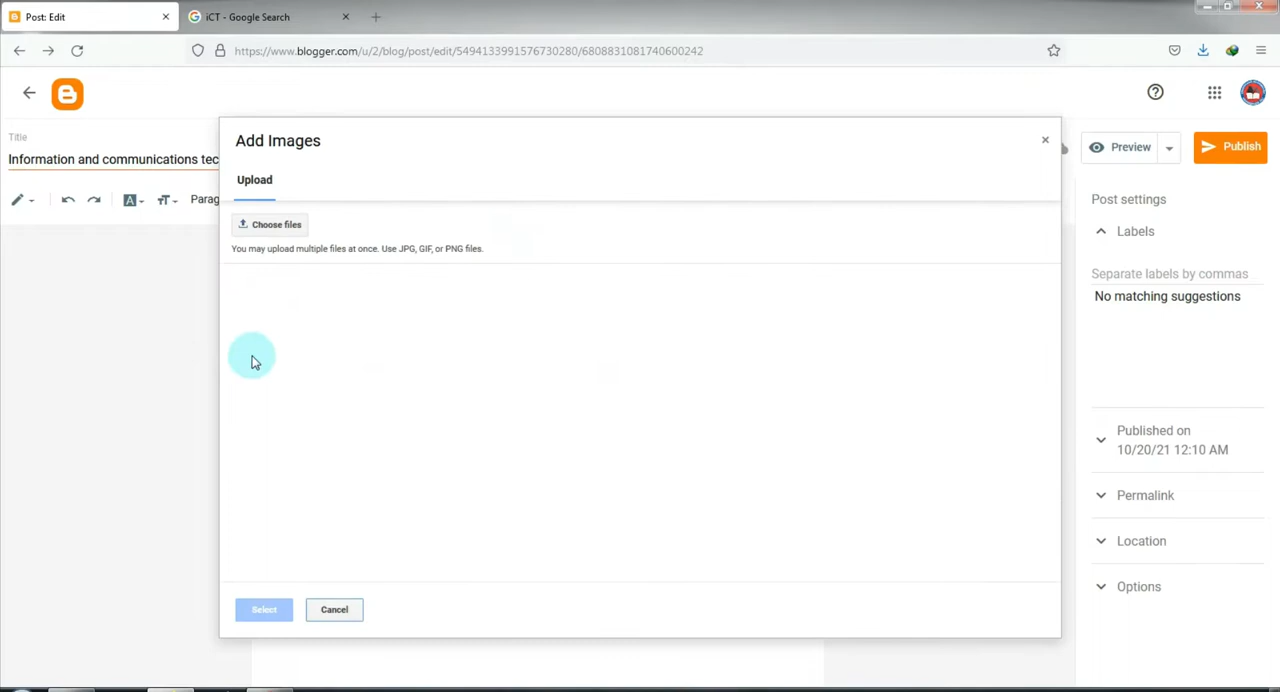 Post: Edit
iCT - Google Search
https://www.blogger.com/u/2/blog/post/edit/5494133991576730280/6808831081740600242
Title
Information and communications tec
Parag
Add Images
Upload
Choose files
You may upload multiple files at once. Use JPG, GIF, or PNG files.
Select
Cancel
Preview
Publish
Post settings
Labels
Separate labels by commas
No matching suggestions
Published on
10/20/21 12:10 AM
Permalink
Location
Options